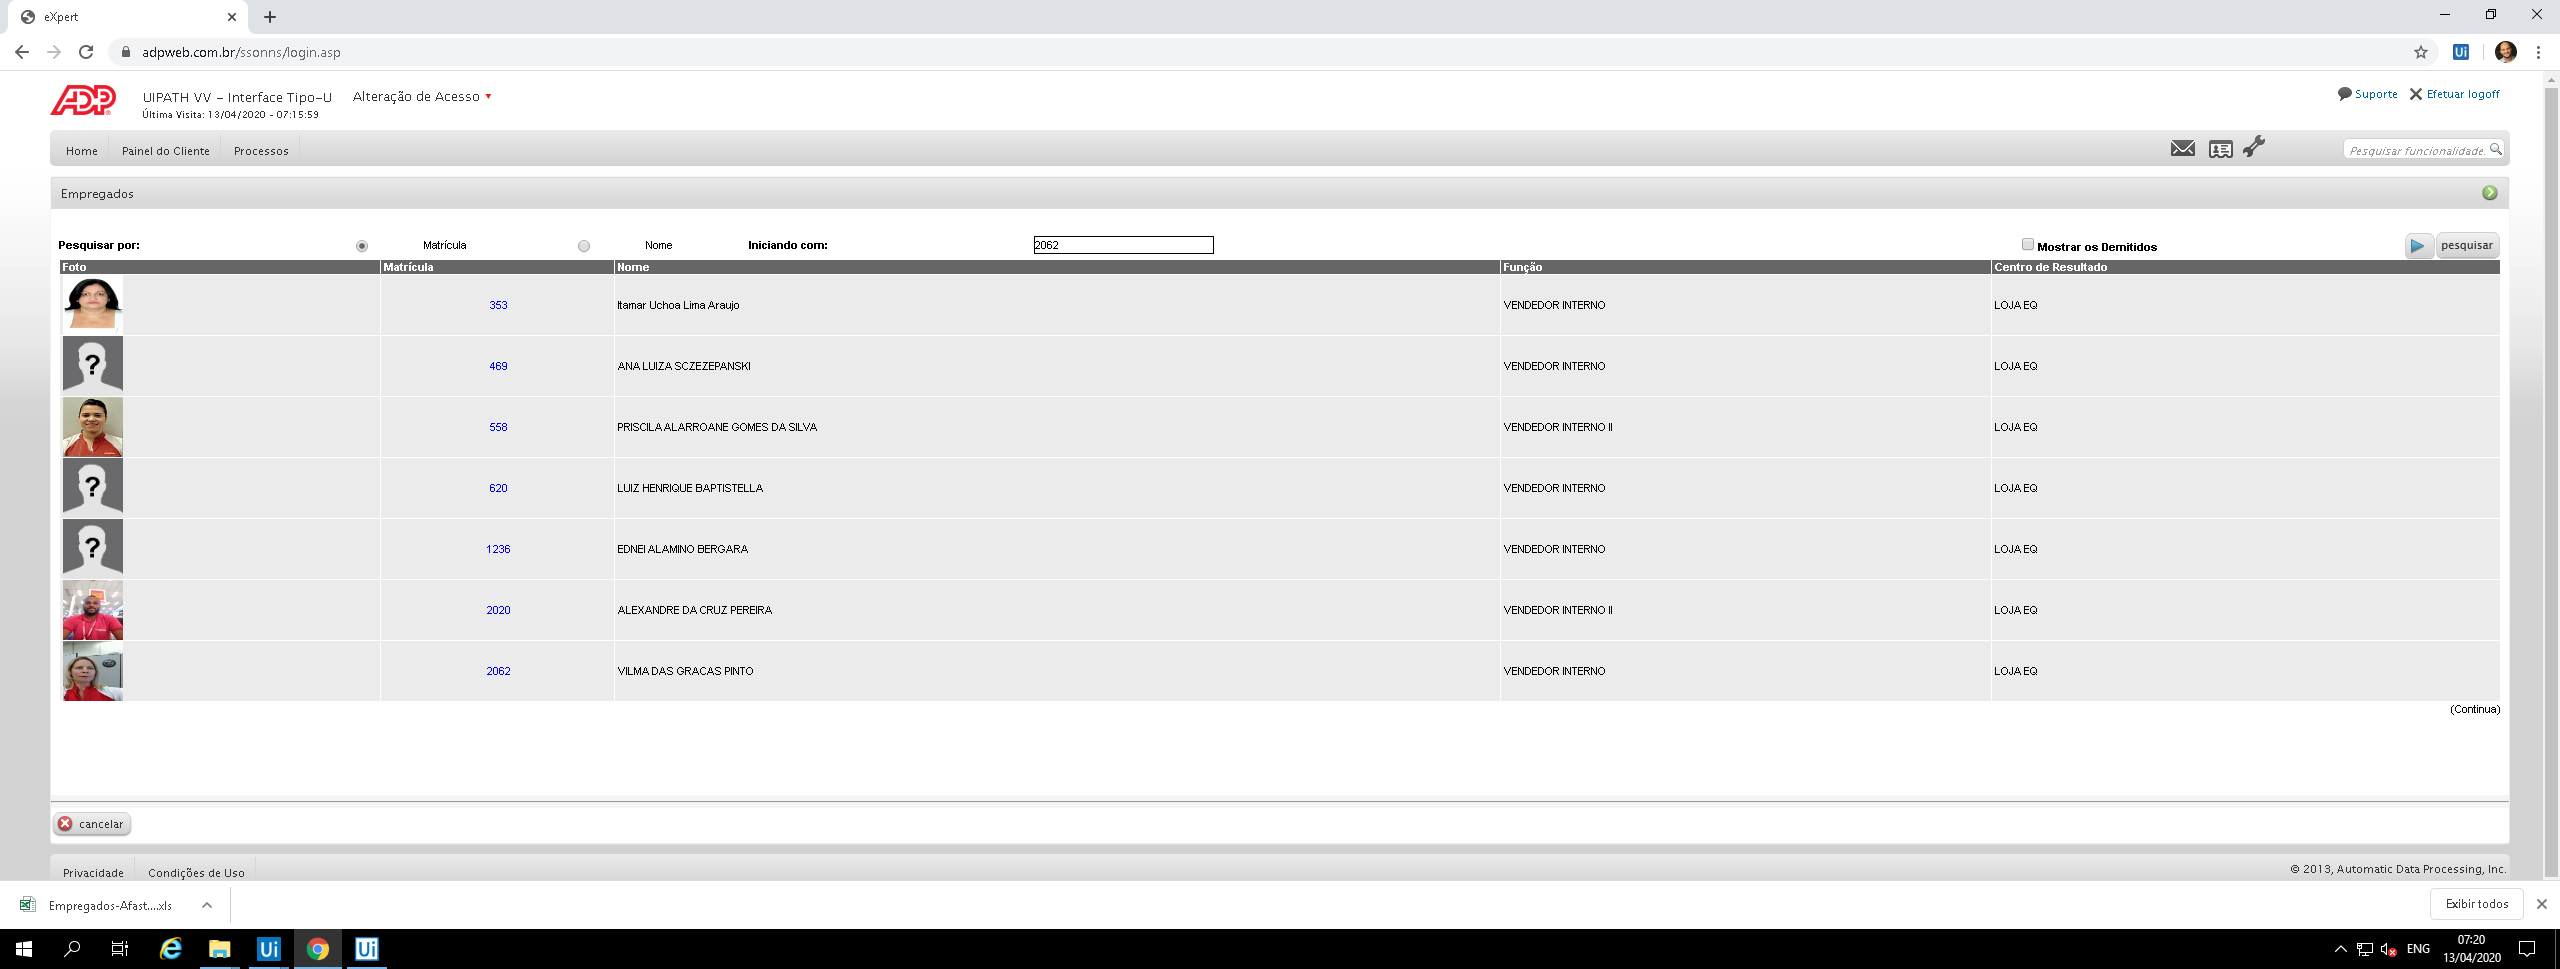 eXpert
adpweb.com.br/ssonns/login.asp
Ui
ADP
UIPATH VV - Interface Tipo-U
Alteração de Acesso
Suporte
Efetuar logoff
Última Visita: 13/04/2020 - 07:15:59
Home
Painel do Cliente
Processos
Pesquisar funcionalidade.
Empregados
Pesquisar por:
Matrícula
Nome
Iniciando com:
2062
Mostrar os Demitidos
pesquisar
Foto Matrícula Nome Função Centro de Resultado
353 Itamar Uchoa Lima Araujo VENDEDOR INTERNO LOJA EQ
? 469 ANA LUIZA SCZEZEPANSKI VENDEDOR INTERNO LOJA EQ
558 PRISCILA ALARROANE GOMES DA SILVA VENDEDOR INTERNO II LOJA EQ
? 620 LUIZ HENRIQUE BAPTISTELLA VENDEDOR INTERNO LOJA EQ
? 1236 EDNEI ALAMINO BERGARA VENDEDOR INTERNO LOJA EQ
2020 ALEXANDRE DA CRUZ PEREIRA VENDEDOR INTERNO II LOJA EQ
2062 VILMA DAS GRACAS PINTO VENDEDOR INTERNO LOJA EQ
(Continua)
cancelar
Privacidade
Condições de Uso
© 2013, Automatic Data Processing, Inc.
Empregados-Afast....xls
Exibir todos
Ui
Ui
ENG
07:20
13/04/2020